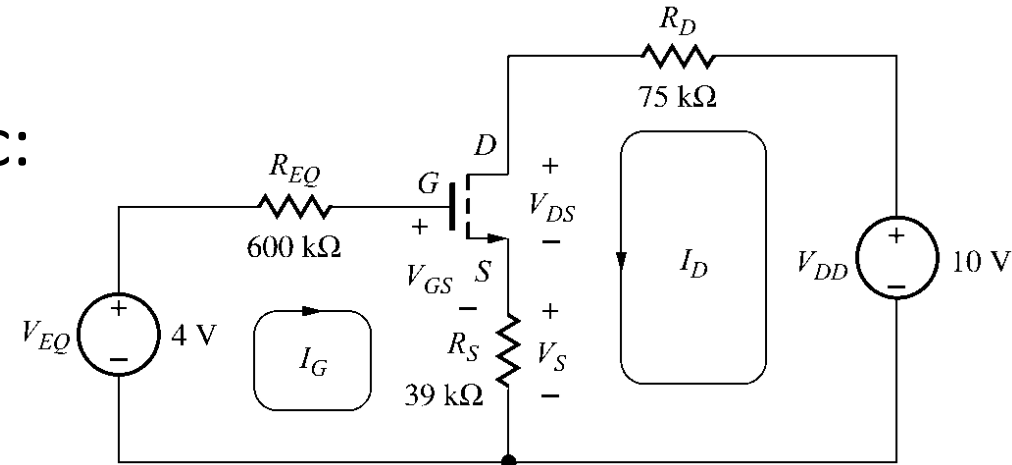 R_D
75 kΩ
c:
D
R_EQ
G
+
V_DS
−
+
600 kΩ
V_GS
S
−
I_D
V_DD
+
−
10 V
V_EQ
+
−
4 V
I_G
R_S
+
V_S
−
39 kΩ